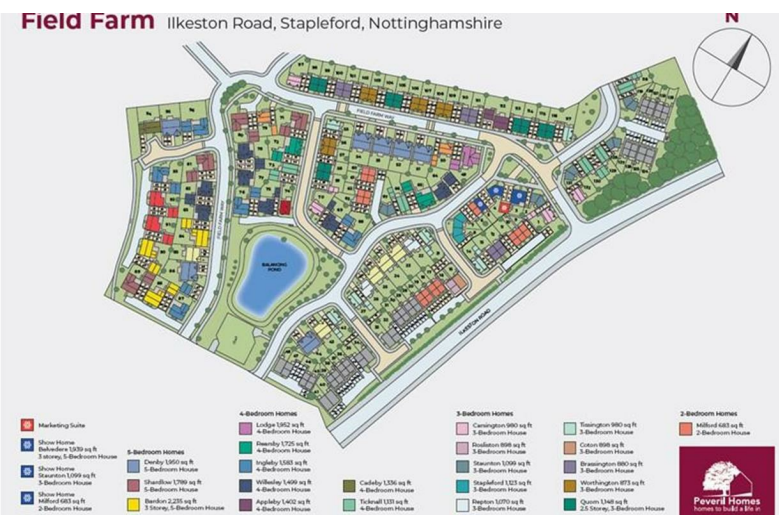 Field Farm Ilkeston Road, Stapleford, Nottinghamshire
N
FIELD FARM WAY
FIELD FARM WAY
BALANCING
POND
ILKESTON ROAD
Marketing Suite
Show Home
Belvedere 1,939 sq ft
3 storey, 5-Bedroom House
Show Home
Staunton 1,099 sq ft
3-Bedroom House
Show Home
Milford 683 sq ft
2-Bedroom House
5-Bedroom Homes
Denby 1,950 sq ft
5-Bedroom House
Shardlow 1,799 sq ft
5-Bedroom House
Bardon 2,235 sq ft
3 Storey, 5-Bedroom House
4-Bedroom Homes
Lodge 1,952 sq ft
4-Bedroom House
Rearsby 1,725 sq ft
4-Bedroom House
Ingleby 1,583 sq ft
4-Bedroom House
Willesley 1,499 sq ft
4-Bedroom House
Appleby 1,402 sq ft
4-Bedroom House
Cadeby 1,336 sq ft
4-Bedroom House
Ticknall 1,131 sq ft
4-Bedroom House
3-Bedroom Homes
Carsington 980 sq ft
3-Bedroom House
Rosliston 898 sq ft
3-Bedroom House
Staunton 1,099 sq ft
3-Bedroom House
Stapleford 1,123 sq ft
3-Bedroom House
Repton 1,070 sq ft
3-Bedroom House
Tissington 980 sq ft
3-Bedroom House
Coton 898 sq ft
3-Bedroom House
Brassington 880 sq ft
3-Bedroom House
Worthington 873 sq ft
3-Bedroom House
Quorn 1,148 sq ft
2.5 Storey, 3-Bedroom House
2-Bedroom Homes
Milford 683 sq ft
2-Bedroom House
Peveril Homes
homes to build a life in